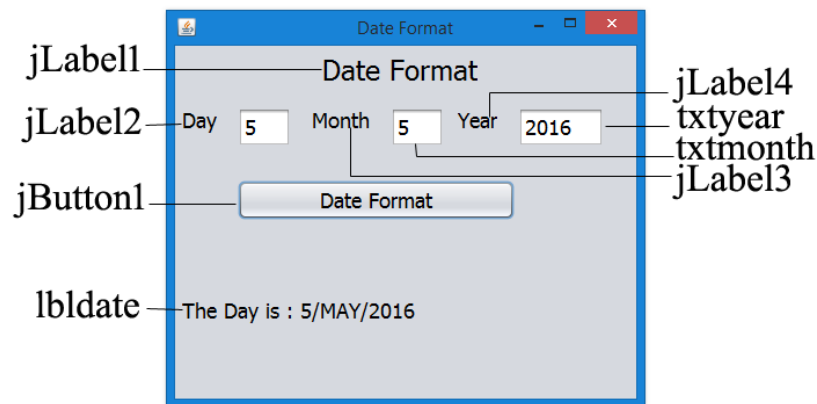 Date Format
jLabel1 Date Format
jLabel4
jLabel2 Day 5 Month 5 Year 2016 txtyear
txtmonth
jLabel3
jButton1 Date Format
lbldate The Day is : 5/MAY/2016